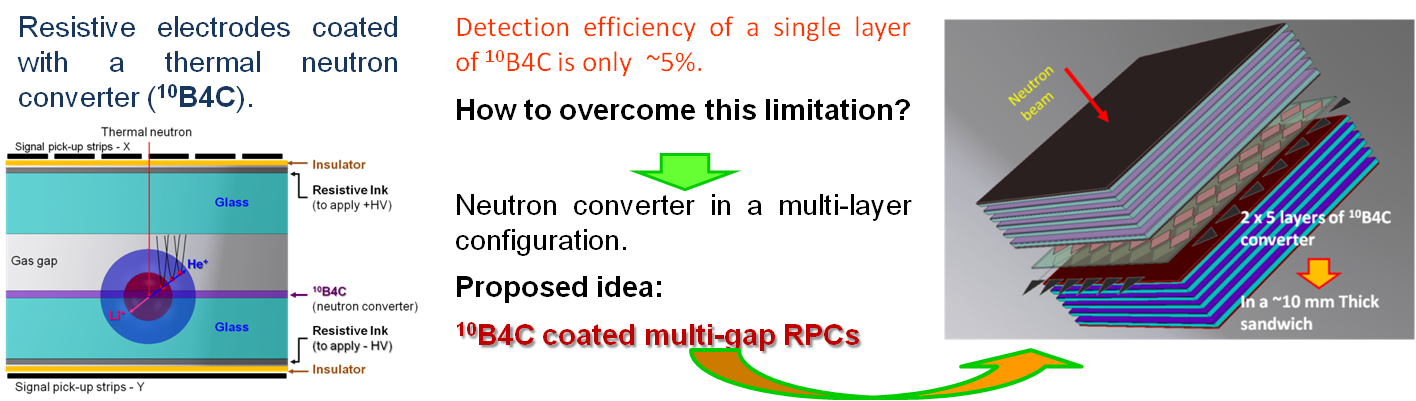 Resistive electrodes coated
with a thermal neutron
converter (¹⁰B4C).
Thermal neutron
Signal pick-up strips - X
Insulator
Resistive Ink
(to apply +HV)
Glass
Gas gap
He⁺
¹⁰B4C
(neutron converter)
Li⁺
Glass
Resistive Ink
(to apply - HV)
Insulator
Signal pick-up strips - Y
Detection efficiency of a single layer
of ¹⁰B4C is only ~5%.
How to overcome this limitation?
Neutron converter in a multi-layer
configuration.
Proposed idea:
¹⁰B4C coated multi-gap RPCs
Neutron
beam
2 x 5 layers of ¹⁰B4C
converter
In a ~10 mm Thick
sandwich